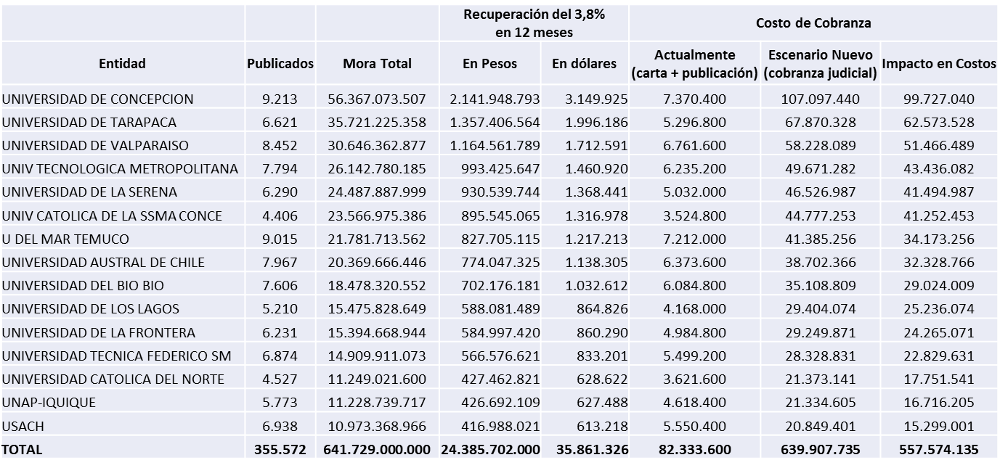 Recuperación del 3,8%
en 12 meses
Costo de Cobranza
Entidad Publicados Mora Total En Pesos En dólares Actualmente (carta + publicación) Escenario Nuevo (cobranza judicial) Impacto en Costos
UNIVERSIDAD DE CONCEPCION 9.213 56.367.073.507 2.141.948.793 3.149.925 7.370.400 107.097.440 99.727.040
UNIVERSIDAD DE TARAPACA 6.621 35.721.225.358 1.357.406.564 1.996.186 5.296.800 67.870.328 62.573.528
UNIVERSIDAD DE VALPARAISO 8.452 30.646.362.877 1.164.561.789 1.712.591 6.761.600 58.228.089 51.466.489
UNIV TECNOLOGICA METROPOLITANA 7.794 26.142.780.185 993.425.647 1.460.920 6.235.200 49.671.282 43.436.082
UNIVERSIDAD DE LA SERENA 6.290 24.487.887.999 930.539.744 1.368.441 5.032.000 46.526.987 41.494.987
UNIV CATOLICA DE LA SSMA CONCE 4.406 23.566.975.386 895.545.065 1.316.978 3.524.800 44.777.253 41.252.453
U DEL MAR TEMUCO 9.015 21.781.713.562 827.705.115 1.217.213 7.212.000 41.385.256 34.173.256
UNIVERSIDAD AUSTRAL DE CHILE 7.967 20.369.666.446 774.047.325 1.138.305 6.373.600 38.702.366 32.328.766
UNIVERSIDAD DEL BIO BIO 7.606 18.478.320.552 702.176.181 1.032.612 6.084.800 35.108.809 29.024.009
UNIVERSIDAD DE LOS LAGOS 5.210 15.475.828.649 588.081.489 864.826 4.168.000 29.404.074 25.236.074
UNIVERSIDAD DE LA FRONTERA 6.231 15.394.668.944 584.997.420 860.290 4.984.800 29.249.871 24.265.071
UNIVERSIDAD TECNICA FEDERICO SM 6.874 14.909.911.073 566.576.621 833.201 5.499.200 28.328.831 22.829.631
UNIVERSIDAD CATOLICA DEL NORTE 4.527 11.249.021.600 427.462.821 628.622 3.621.600 21.373.141 17.751.541
UNAP-IQUIQUE 5.773 11.228.739.717 426.692.109 627.488 4.618.400 21.334.605 16.716.205
USACH 6.938 10.973.368.966 416.988.021 613.218 5.550.400 20.849.401 15.299.001
TOTAL 355.572 641.729.000.000 24.385.702.000 35.861.326 82.333.600 639.907.735 557.574.135